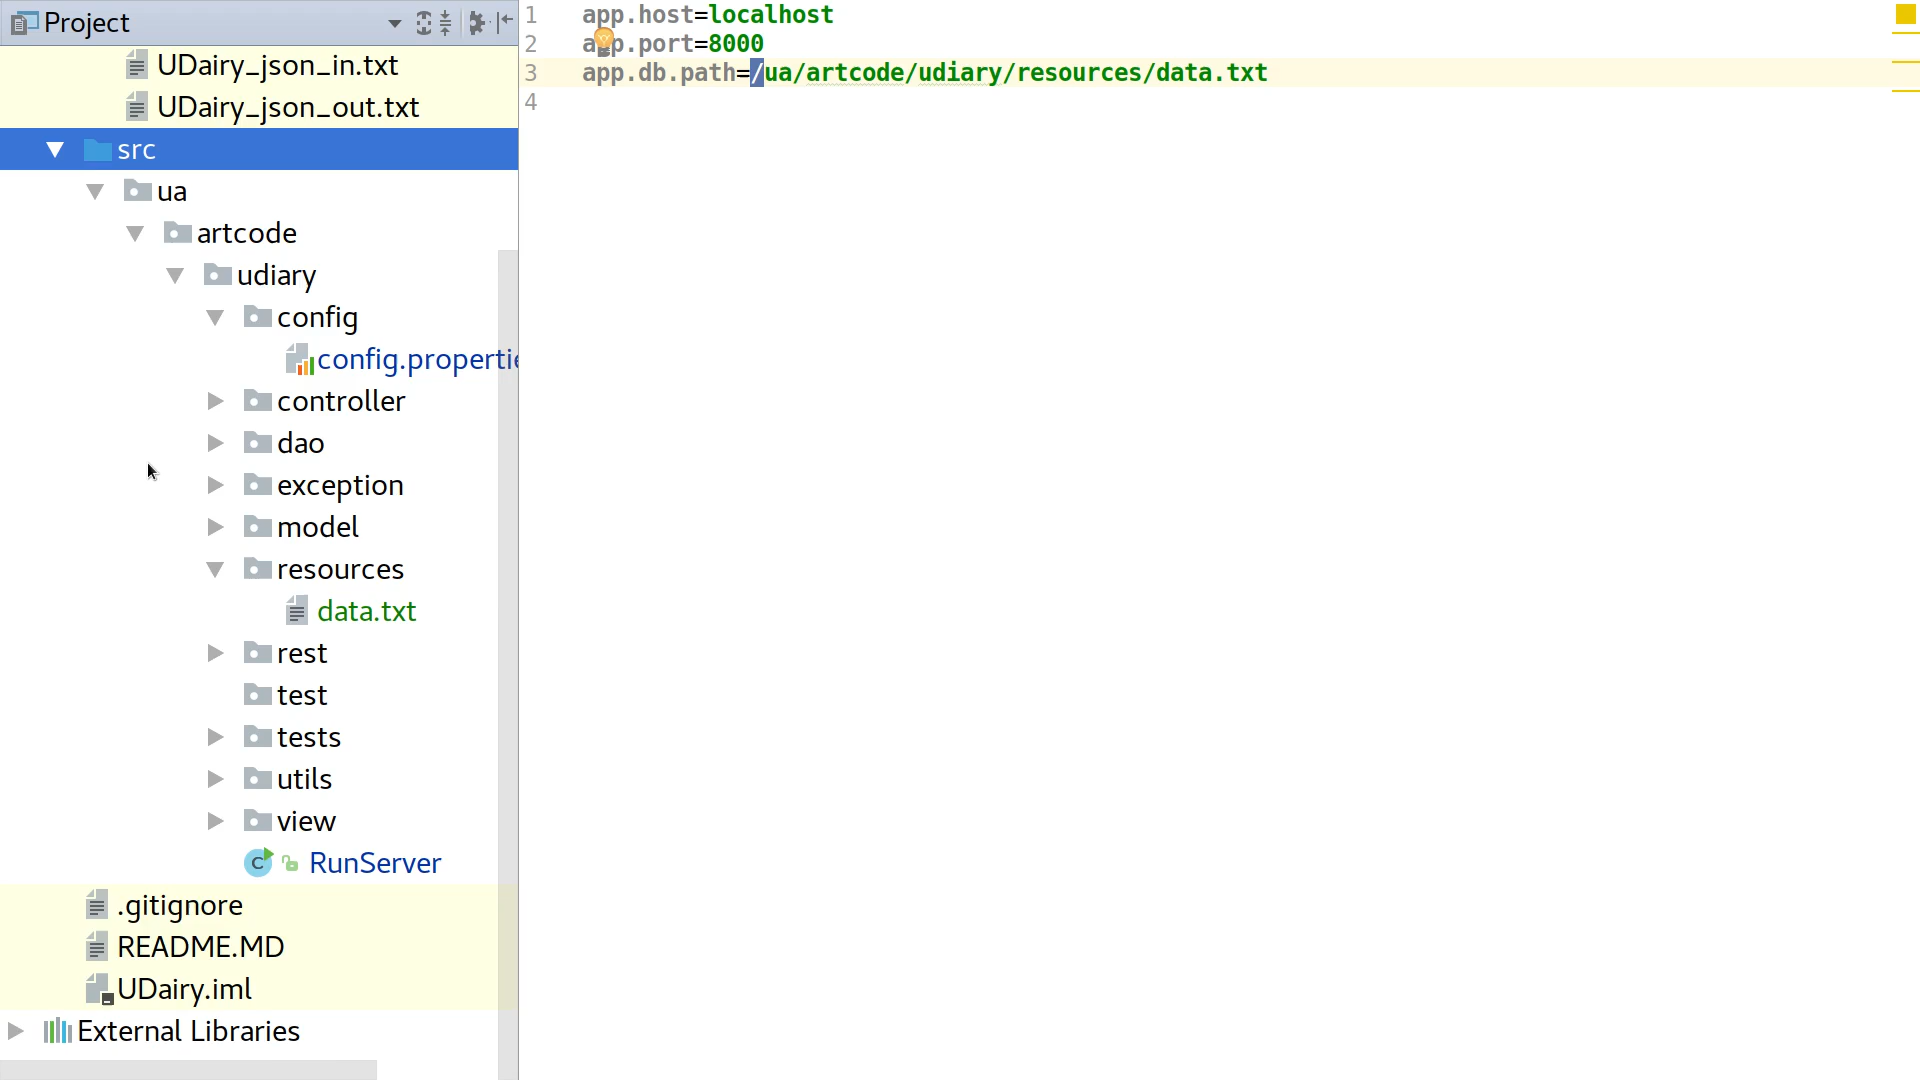 Project
UDairy_json_in.txt
UDairy_json_out.txt
src
ua
artcode
udiary
config
config.propertie
controller
dao
exception
model
resources
data.txt
rest
test
tests
utils
view
C RunServer
.gitignore
README.MD
UDairy.iml
External Libraries
1 app.host=localhost
2 app.port=8000
3 app.db.path=/ua/artcode/udiary/resources/data.txt
4